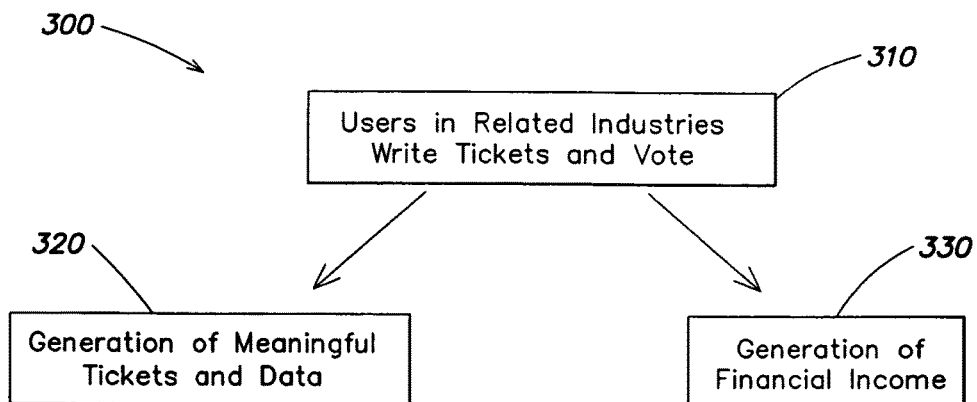 300
310
Users in Related Industries
Write Tickets and Vote
320
330
Generation of Meaningful
Tickets and Data
Generation of
Financial Income